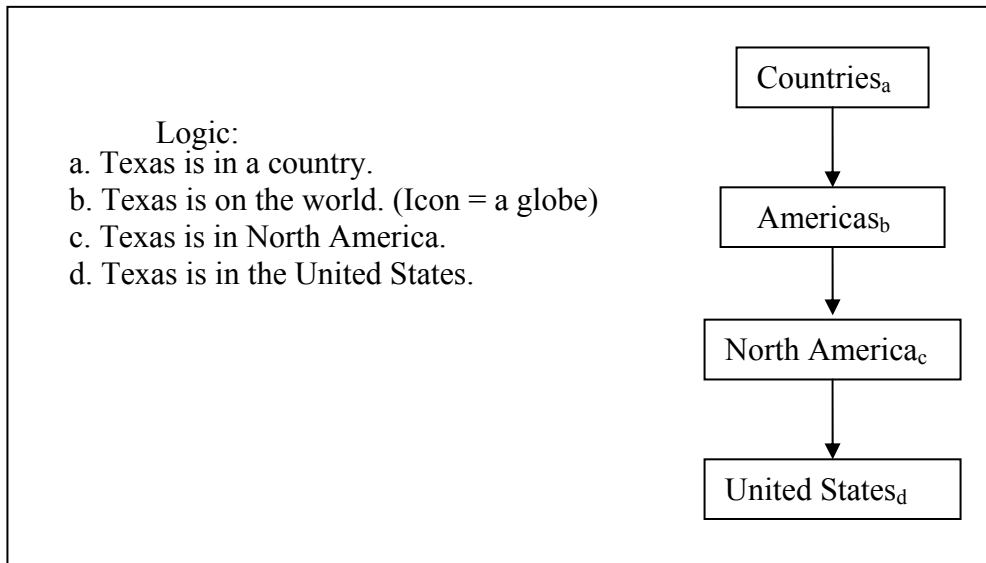 Logic:
a. Texas is in a country.
b. Texas is on the world. (Icon = a globe)
c. Texas is in North America.
d. Texas is in the United States.
Countriesa
Americasb
North Americac
United Statesd